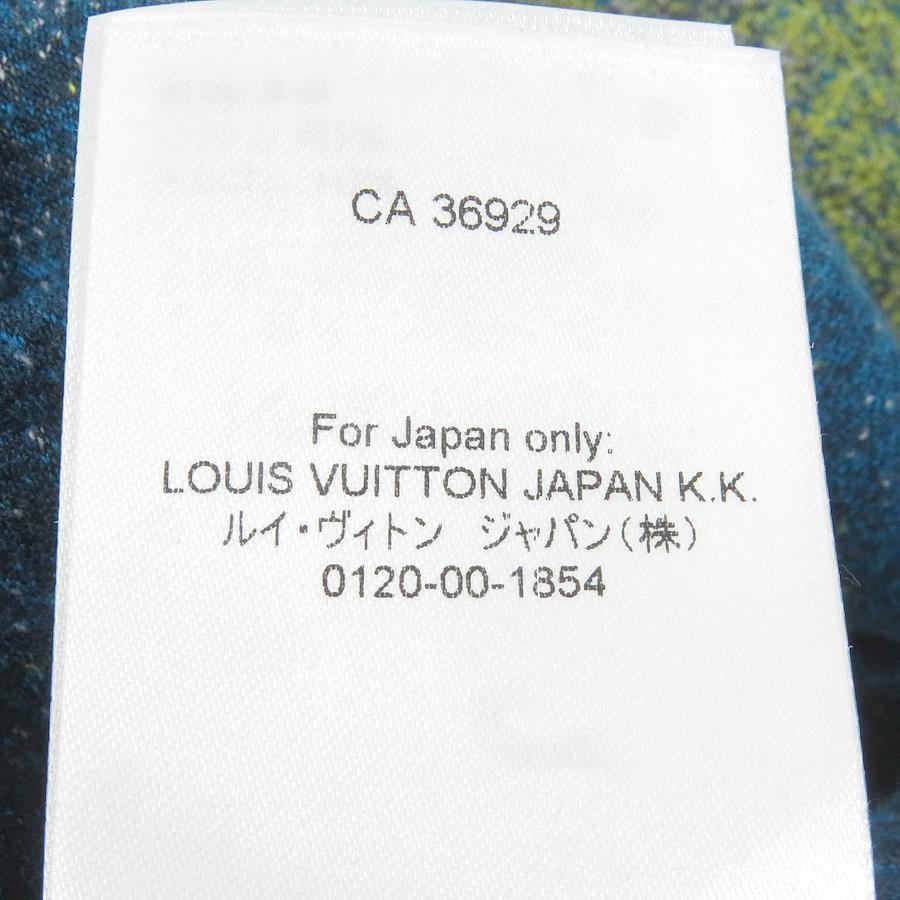 CA 36929
For Japan only:
LOUIS VUITTON JAPAN K.K.
ルイ・ヴィトン　ジャパン(株)
0120-00-1854